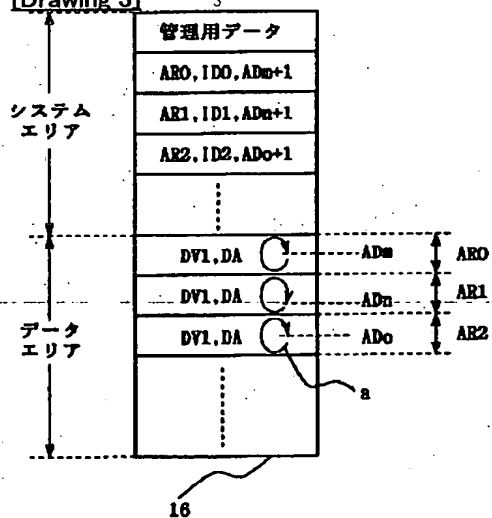 [Drawing 3]
3
管理用データ
AR0,ID0,ADm+1
システム
エリア
AR1,ID1,ADn+1
AR2,ID2,ADo+1
DV1,DA
ADm
AR0
DV1,DA
ADn
AR1
データ
エリア
DV1,DA
ADo
AR2
a
16